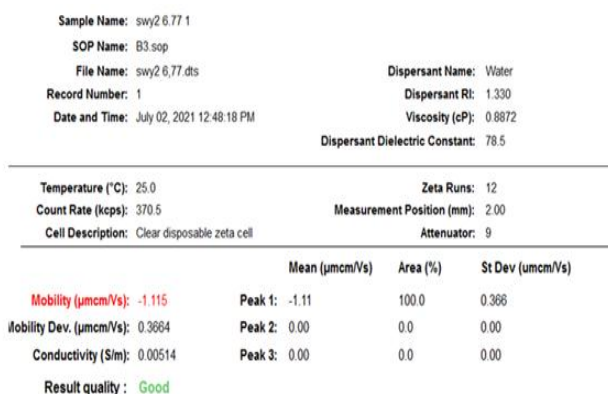 Sample Name: swy2 6.77 1
SOP Name: B3.sop
File Name: swy2 6,77.dts Dispersant Name: Water
Record Number: 1 Dispersant RI: 1.330
Date and Time: July 02, 2021 12:48:18 PM Viscosity (cP): 0.8872
Dispersant Dielectric Constant: 78.5
Temperature (°C): 25.0 Zeta Runs: 12
Count Rate (kcps): 370.5 Measurement Position (mm): 2.00
Cell Description: Clear disposable zeta cell Attenuator: 9
Mean (µmcm/Vs) Area (%) St Dev (µmcm/Vs)
Mobility (µmcm/Vs): -1.115 Peak 1: -1.11 100.0 0.366
Mobility Dev. (µmcm/Vs): 0.3664 Peak 2: 0.00 0.0 0.00
Conductivity (S/m): 0.00514 Peak 3: 0.00 0.0 0.00
Result quality : Good